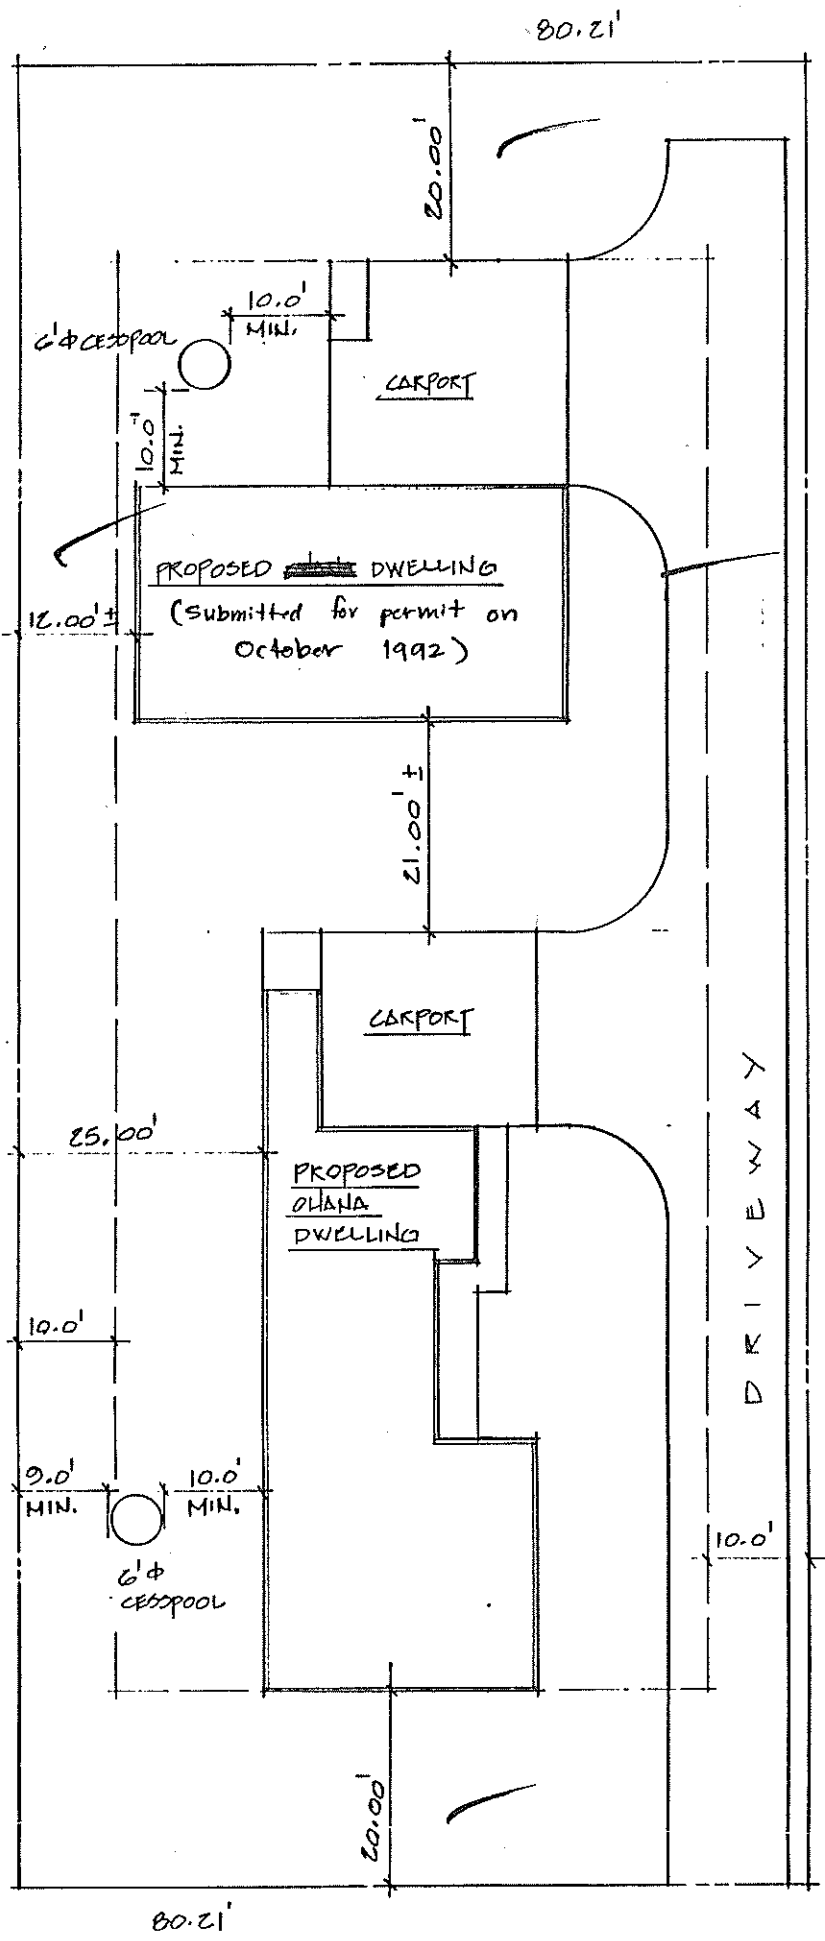 80.21'
20.00'
10.0'
MIN.
6'Φ CESSPOOL
CARPORT
10.0'
MIN.
PROPOSED DWELLING
(Submitted for permit on
October 1992)
12.00' ±
21.00' ±
CARPORT
25.00'
PROPOSED
OHANA
DWELLING
DRIVEWAY
10.0'
9.0'
MIN.
10.0'
MIN.
6'Φ
CESSPOOL
10.0'
20.00'
80.21'